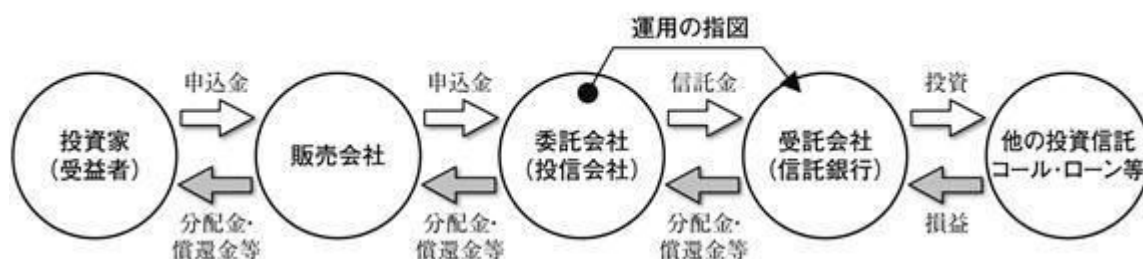 運用の指図
申込金
申込金
信託金
投資
投資家
(受益者)
販売会社
委託会社
(投信会社)
受託会社
(信託銀行)
他の投資信託
コール・ローン等
分配金・
償還金等
分配金・
償還金等
分配金・
償還金等
損益